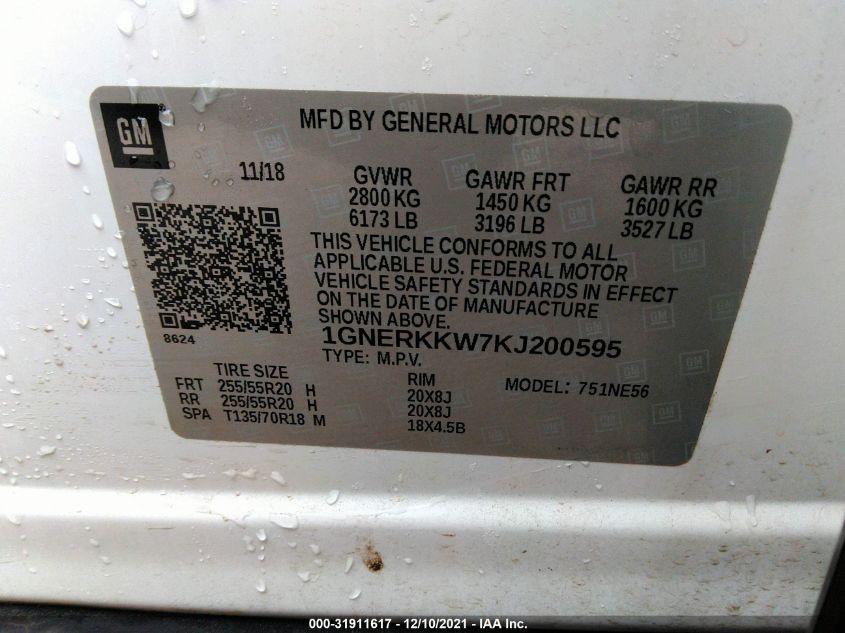 GM
MFD BY GENERAL MOTORS LLC
11/18
GVWR
2800 KG
6173 LB
GAWR FRT
1450 KG
3196 LB
GAWR RR
1600 KG
3527 LB
THIS VEHICLE CONFORMS TO ALL
APPLICABLE U.S. FEDERAL MOTOR
VEHICLE SAFETY STANDARDS IN EFFECT
ON THE DATE OF MANUFACTURE
SHOWN ABOVE.
8624
1GNERKKW7KJ200595
TYPE: M.P.V.
TIRE SIZE RIM MODEL: 751NE56
FRT 255/55R20 H 20X8J
RR 255/55R20 H 20X8J
SPA T135/70R18 M 18X4.5B
000-31911617 - 12/10/2021 - IAA Inc.